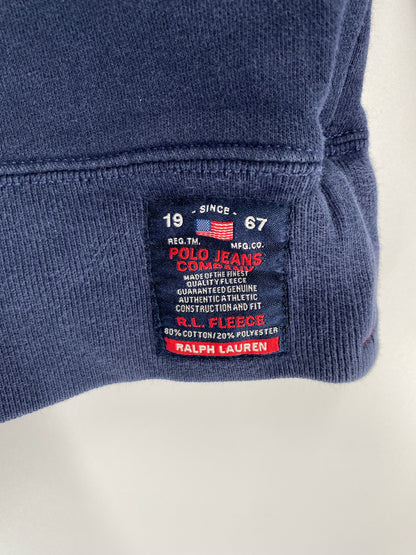 - SINCE -
19 67
REG.TM. MFG.CO.
POLO JEANS
COMPANY
MADE OF THE FINEST
QUALITY FLEECE
GUARANTEED GENUINE
AUTHENTIC ATHLETIC
CONSTRUCTION AND FIT
R.L. FLEECE
80% COTTON/20% POLYESTER
RALPH LAUREN